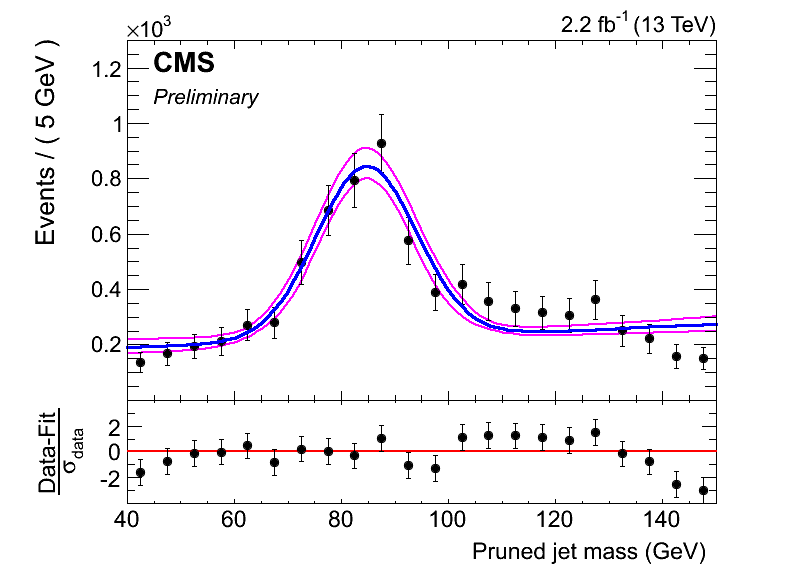 ×10³ 2.2 fb⁻¹ (13 TeV)
CMS
Preliminary
Events / ( 5 GeV )
1.2
1
0.8
0.6
0.4
0.2
Data-Fit
σdata
2
0
-2
40 60 80 100 120 140
Pruned jet mass (GeV)